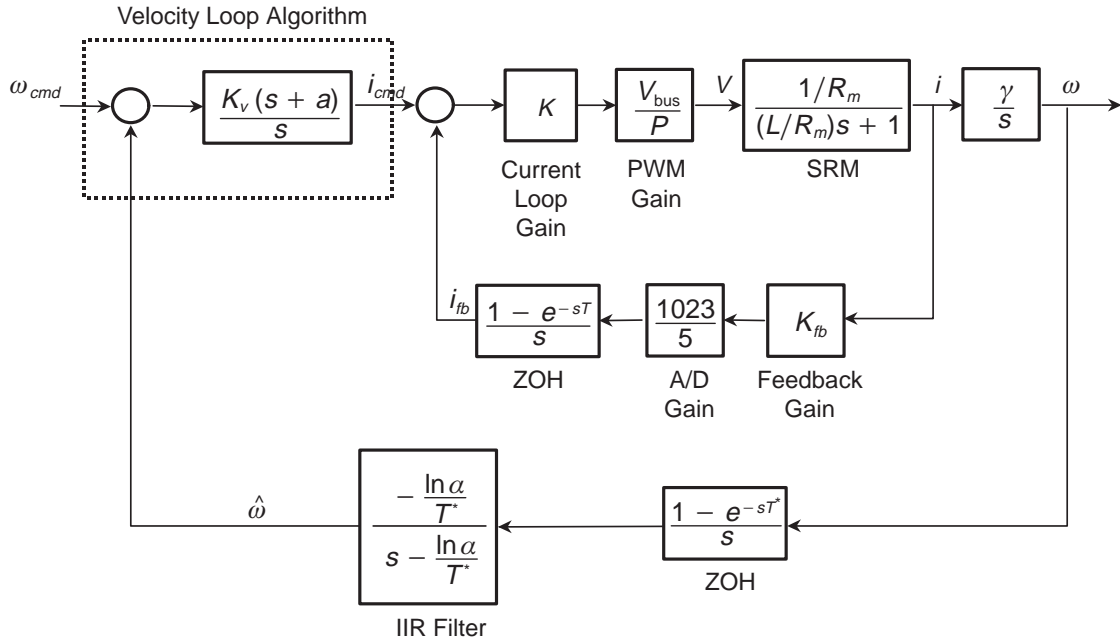 Velocity Loop Algorithm
ω_cmd
K_v (s + a)
s
i_cmd
K
Current
Loop
Gain
V_bus
P
PWM
Gain
V
1/R_m
(L/R_m)s + 1
SRM
i
γ
s
ω
i_fb
1 − e^−sT
s
ZOH
1023
5
A/D
Gain
K_fb
Feedback
Gain
ω̂
− ln α
T*
s − ln α
T*
IIR Filter
1 − e^−sT*
s
ZOH